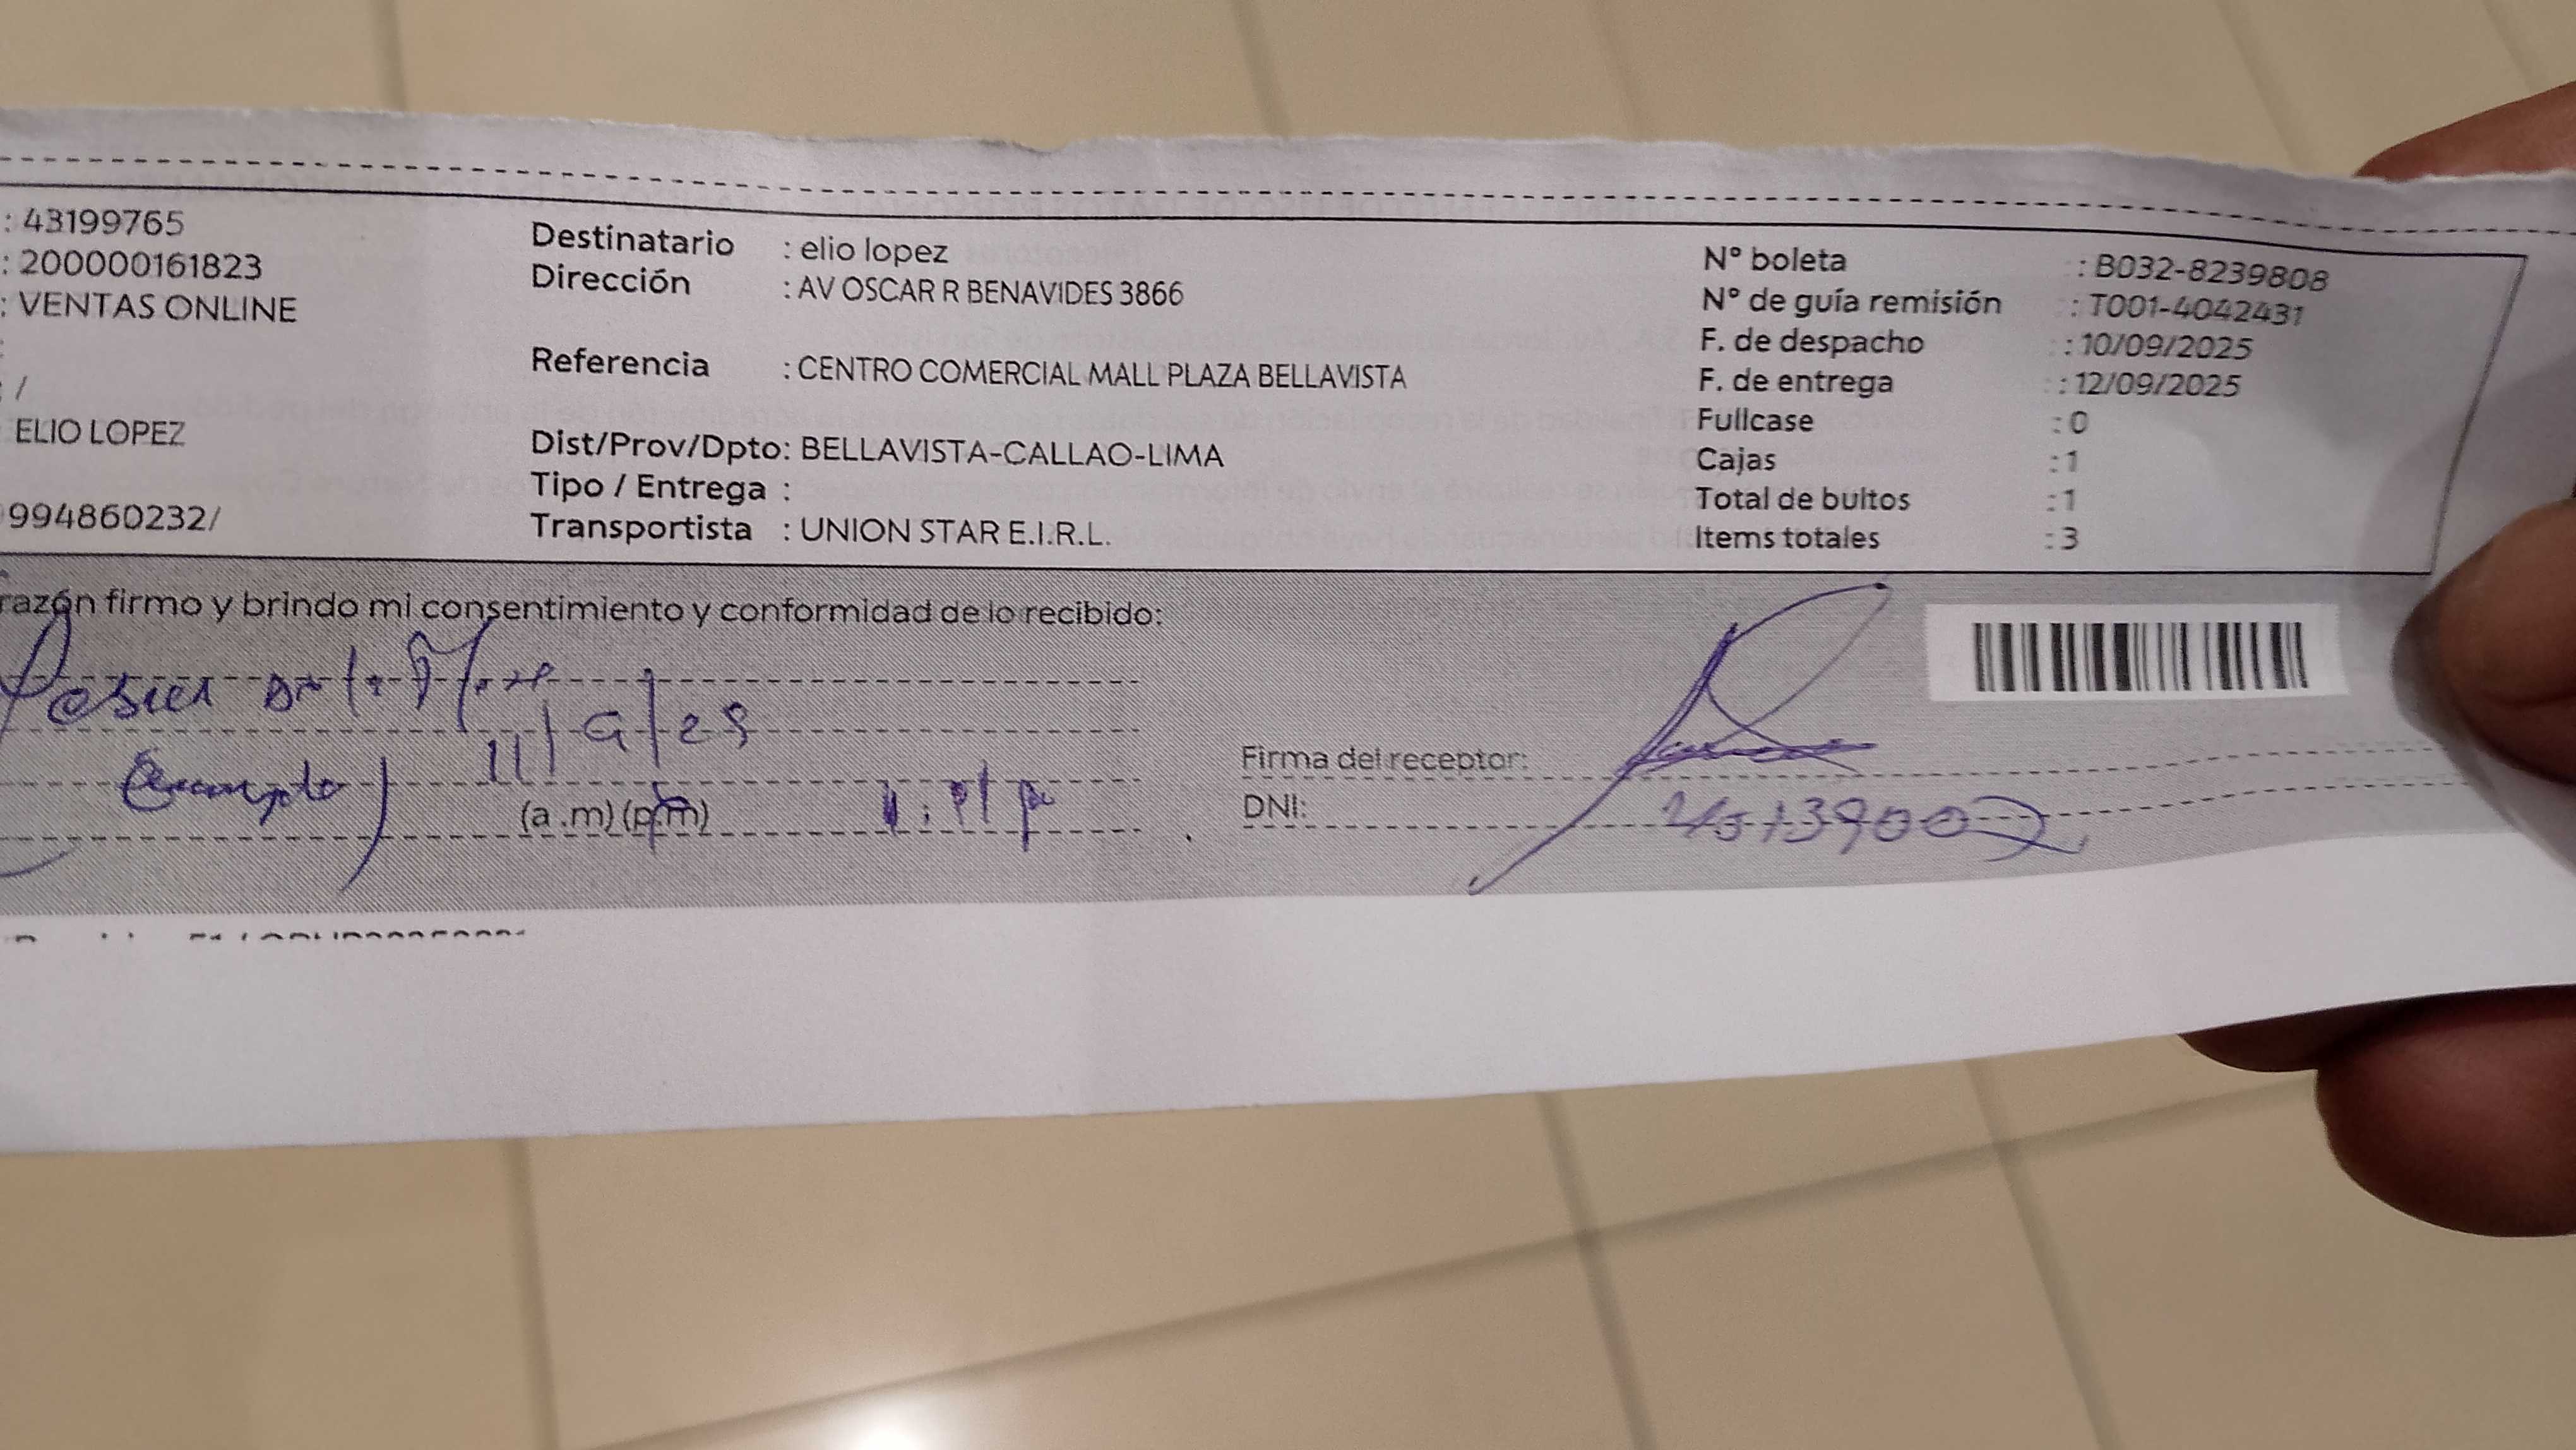 : 43199765
: 200000161823
: VENTAS ONLINE
:
: /
ELIO LOPEZ
994860232/
Destinatario : elio lopez
Dirección : AV OSCAR R BENAVIDES 3866
Referencia : CENTRO COMERCIAL MALL PLAZA BELLAVISTA
Dist/Prov/Dpto: BELLAVISTA-CALLAO-LIMA
Tipo / Entrega :
Transportista : UNION STAR E.I.R.L.
N° boleta : B032-8239808
N° de guía remisión : T001-4042431
F. de despacho : 10/09/2025
F. de entrega : 12/09/2025
Fullcase : 0
Cajas : 1
Total de bultos : 1
Items totales : 3
razón firmo y brindo mi consentimiento y conformidad de lo recibido:
11/9/25
(a .m) (p.m)
Firma del receptor:
DNI: